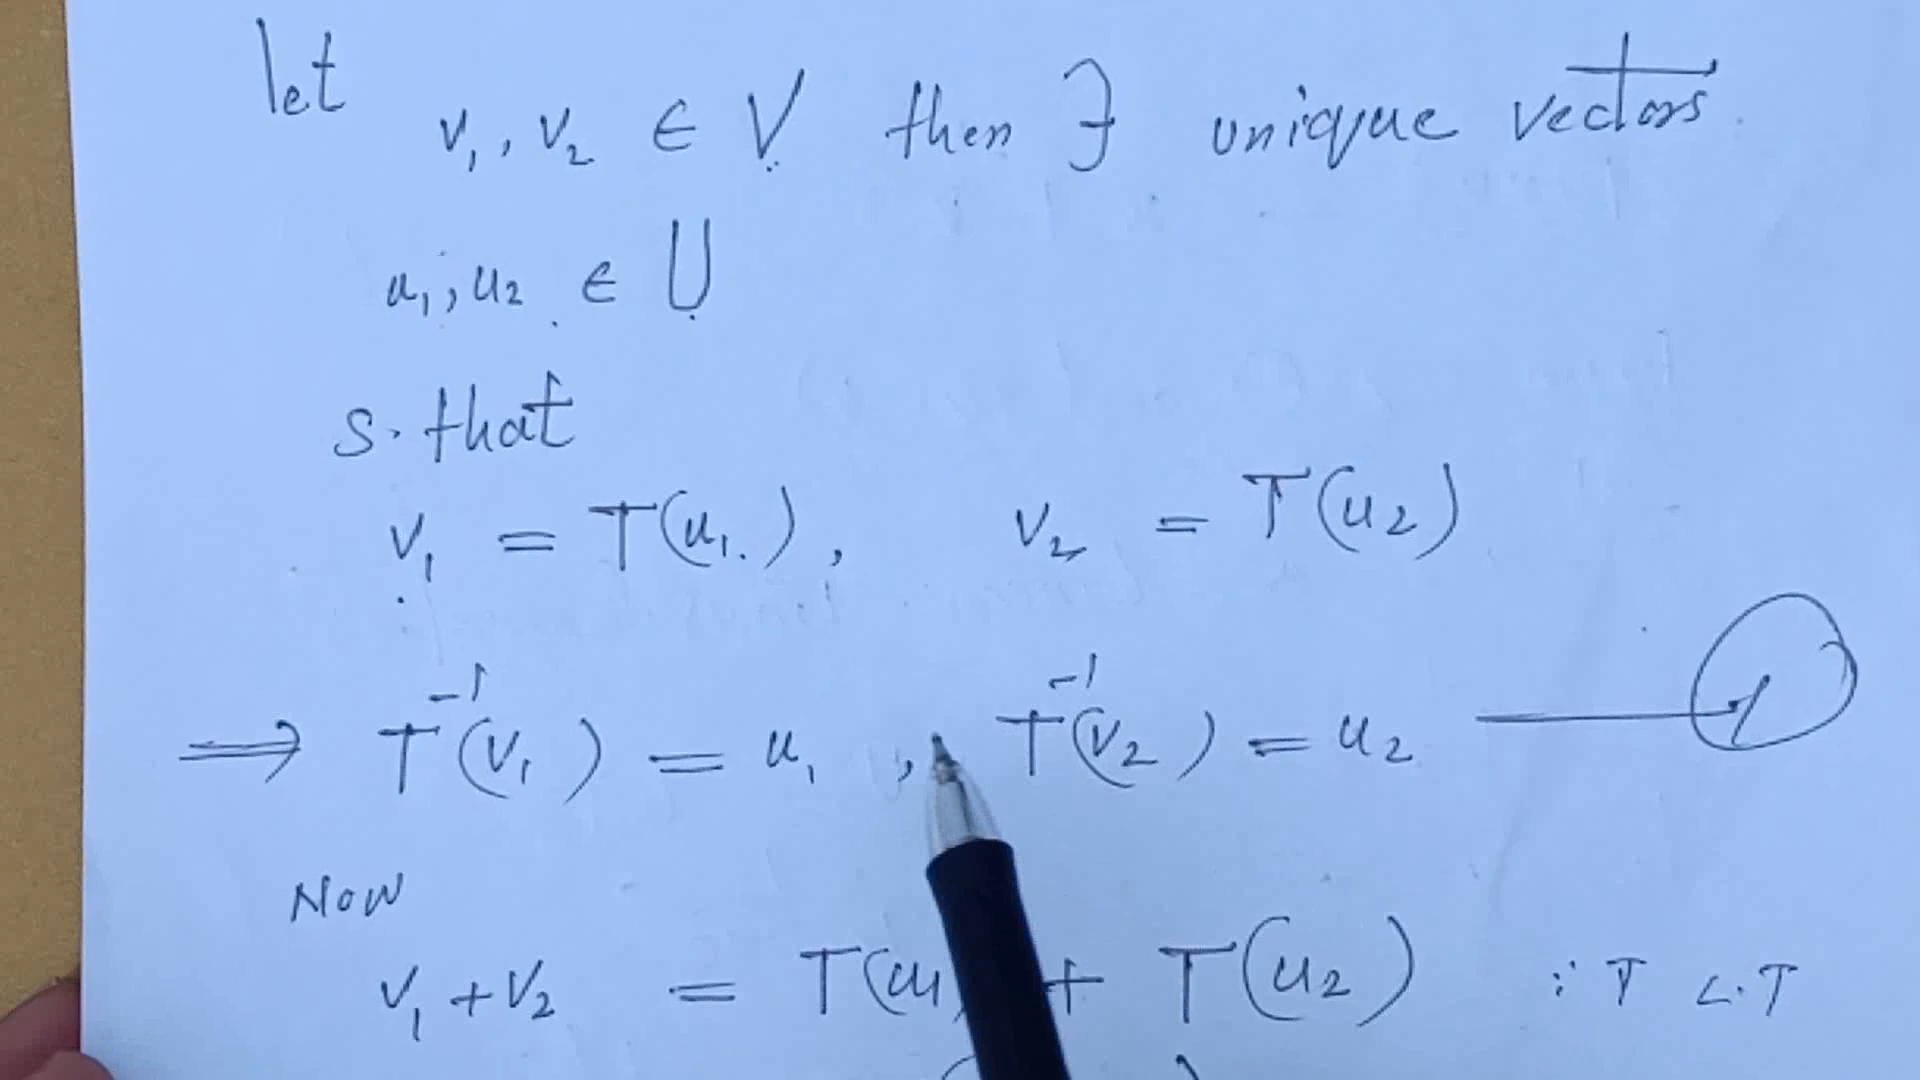 let v₁, v₂ ∈ V then ∃ unique vectors
u₁, u₂ ∈ U
s. that
v₁ = T(u₁), v₂ = T(u₂)
⟹ T⁻¹(v₁) = u₁, T⁻¹(v₂) = u₂ — 1
Now
v₁ + v₂ = T(u₁) + T(u₂) ∵ T L.T